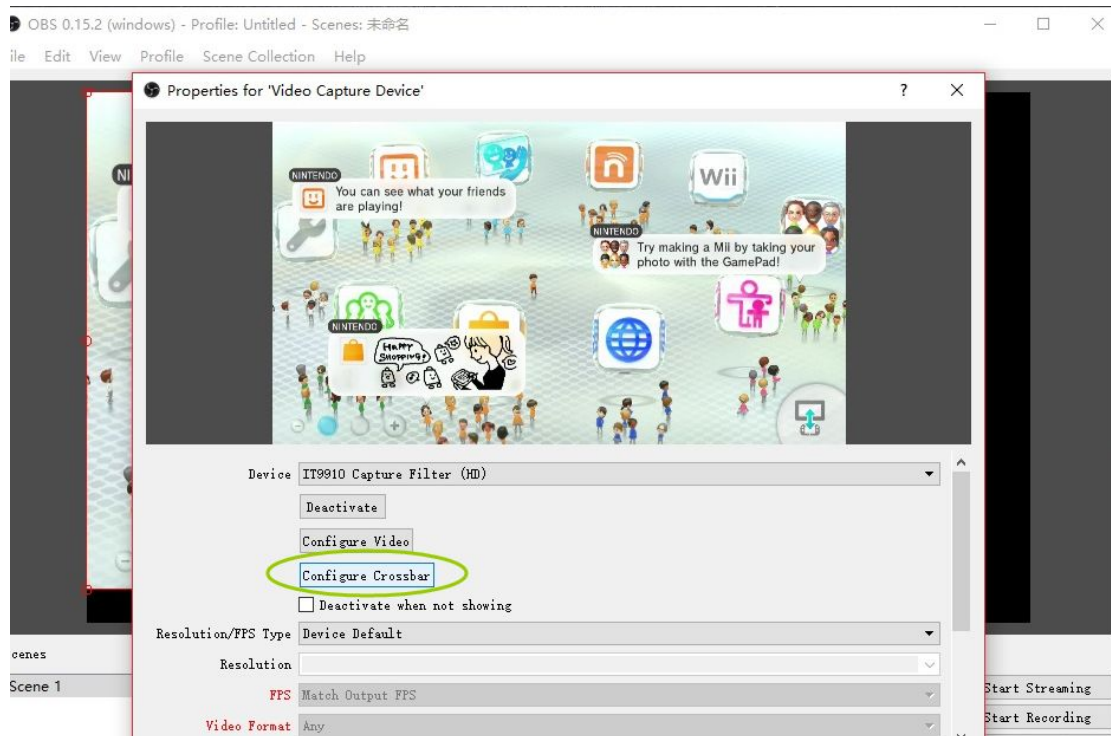 OBS 0.15.2 (windows) - Profile: Untitled - Scenes: 未命名
ile Edit View Profile Scene Collection Help
Properties for 'Video Capture Device'
? 
NI
NINTENDO
You can see what your friends
are playing!
Wii
NINTENDO
Try making a Mii by taking your
photo with the GamePad!
NINTENDO
HAPPY
SHOPPING!
Device IT9910 Capture Filter (HD)
Deactivate
Configure Video
Configure Crossbar
Deactivate when not showing
Resolution/FPS Type Device Default
Resolution
FPS Match Output FPS
Video Format Any
cenes
Scene 1
Start Streaming
Start Recording